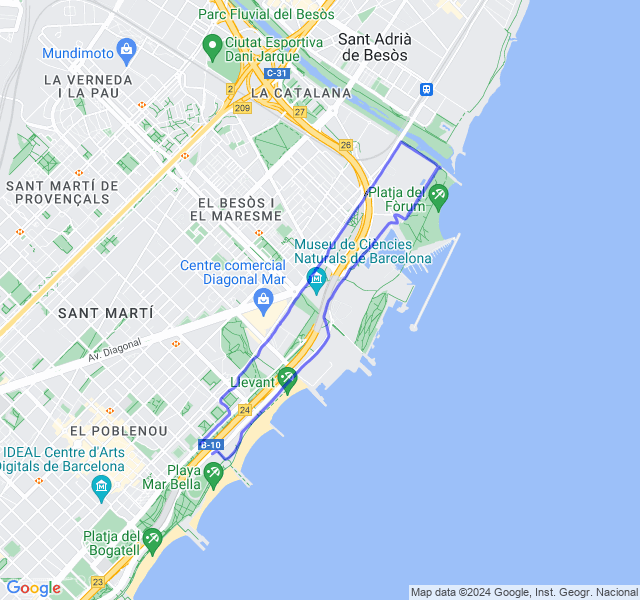 Parc Fluvial del Besòs
Mundimoto
Ciutat Esportiva
Dani Jarque
Sant Adrià
de Besòs
C-31
LA VERNEDA
I LA PAU
2
LA CATALANA
209
27
26
SANT MARTÍ DE
PROVENÇALS
EL BESÒS I
EL MARESME
Platja del
Fòrum
Museu de Ciències
Naturals de Barcelona
Centre comercial
Diagonal Mar
SANT MARTÍ
Av. Diagonal
Llevant
24
EL POBLENOU
B-10
IDEAL Centre d'Arts
Digitals de Barcelona
Playa
Mar Bella
Platja del
Bogatell
23
Google
Map data ©2024 Google, Inst. Geogr. Nacional